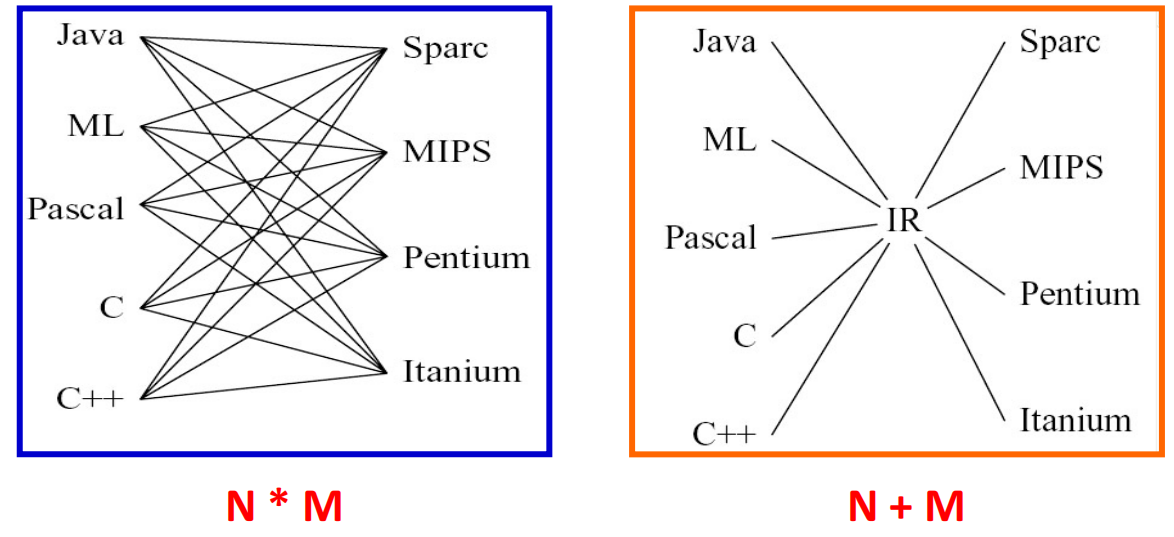 Java
ML
Pascal
C
C++
Sparc
MIPS
Pentium
Itanium
N * M
Java
ML
Pascal
C
C++
IR
Sparc
MIPS
Pentium
Itanium
N + M